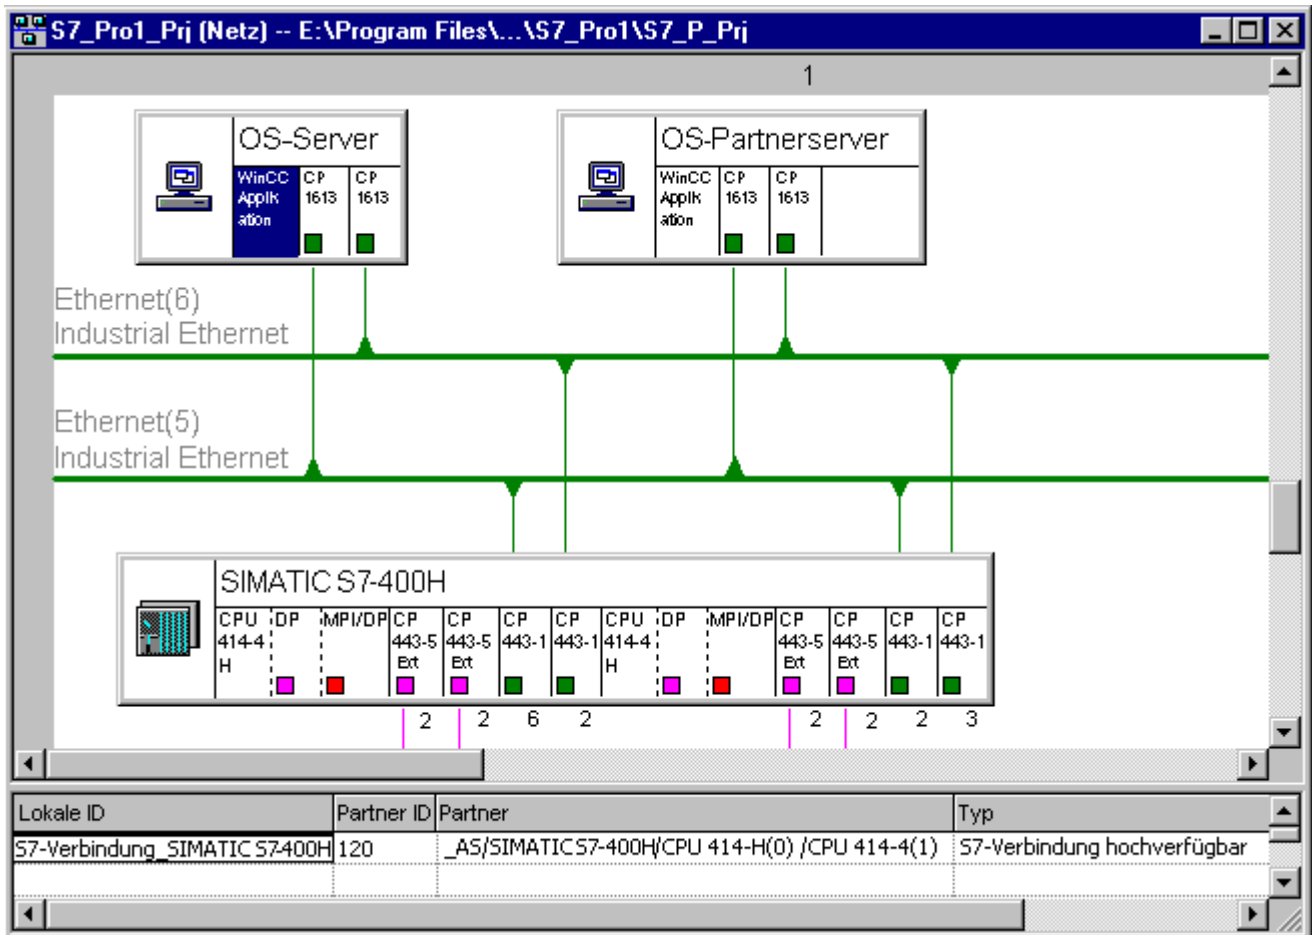 S7_Pro1_Prj (Netz) -- E:\Program Files\...\S7_Pro1\S7_P_Prj
1
OS-Server
WinCC Applk ation
CP 1613
CP 1613
OS-Partnerserver
WinCC Applk ation
CP 1613
CP 1613
Ethernet(6)
Industrial Ethernet
Ethernet(5)
Industrial Ethernet
SIMATIC S7-400H
CPU 414-4 H
DP
MPI/DP
CP 443-5 Ext
CP 443-5 Ext
CP 443-1
CP 443-1
CPU 414-4 H
DP
MPI/DP
CP 443-5 Ext
CP 443-5 Ext
CP 443-1
CP 443-1
2 2 6 2 2 2 2 3
Lokale ID Partner ID Partner Typ
S7-Verbindung_SIMATIC S7-400H 120 _AS/SIMATICS7-400H/CPU 414-H(0) /CPU 414-4(1) S7-Verbindung hochverfügbar